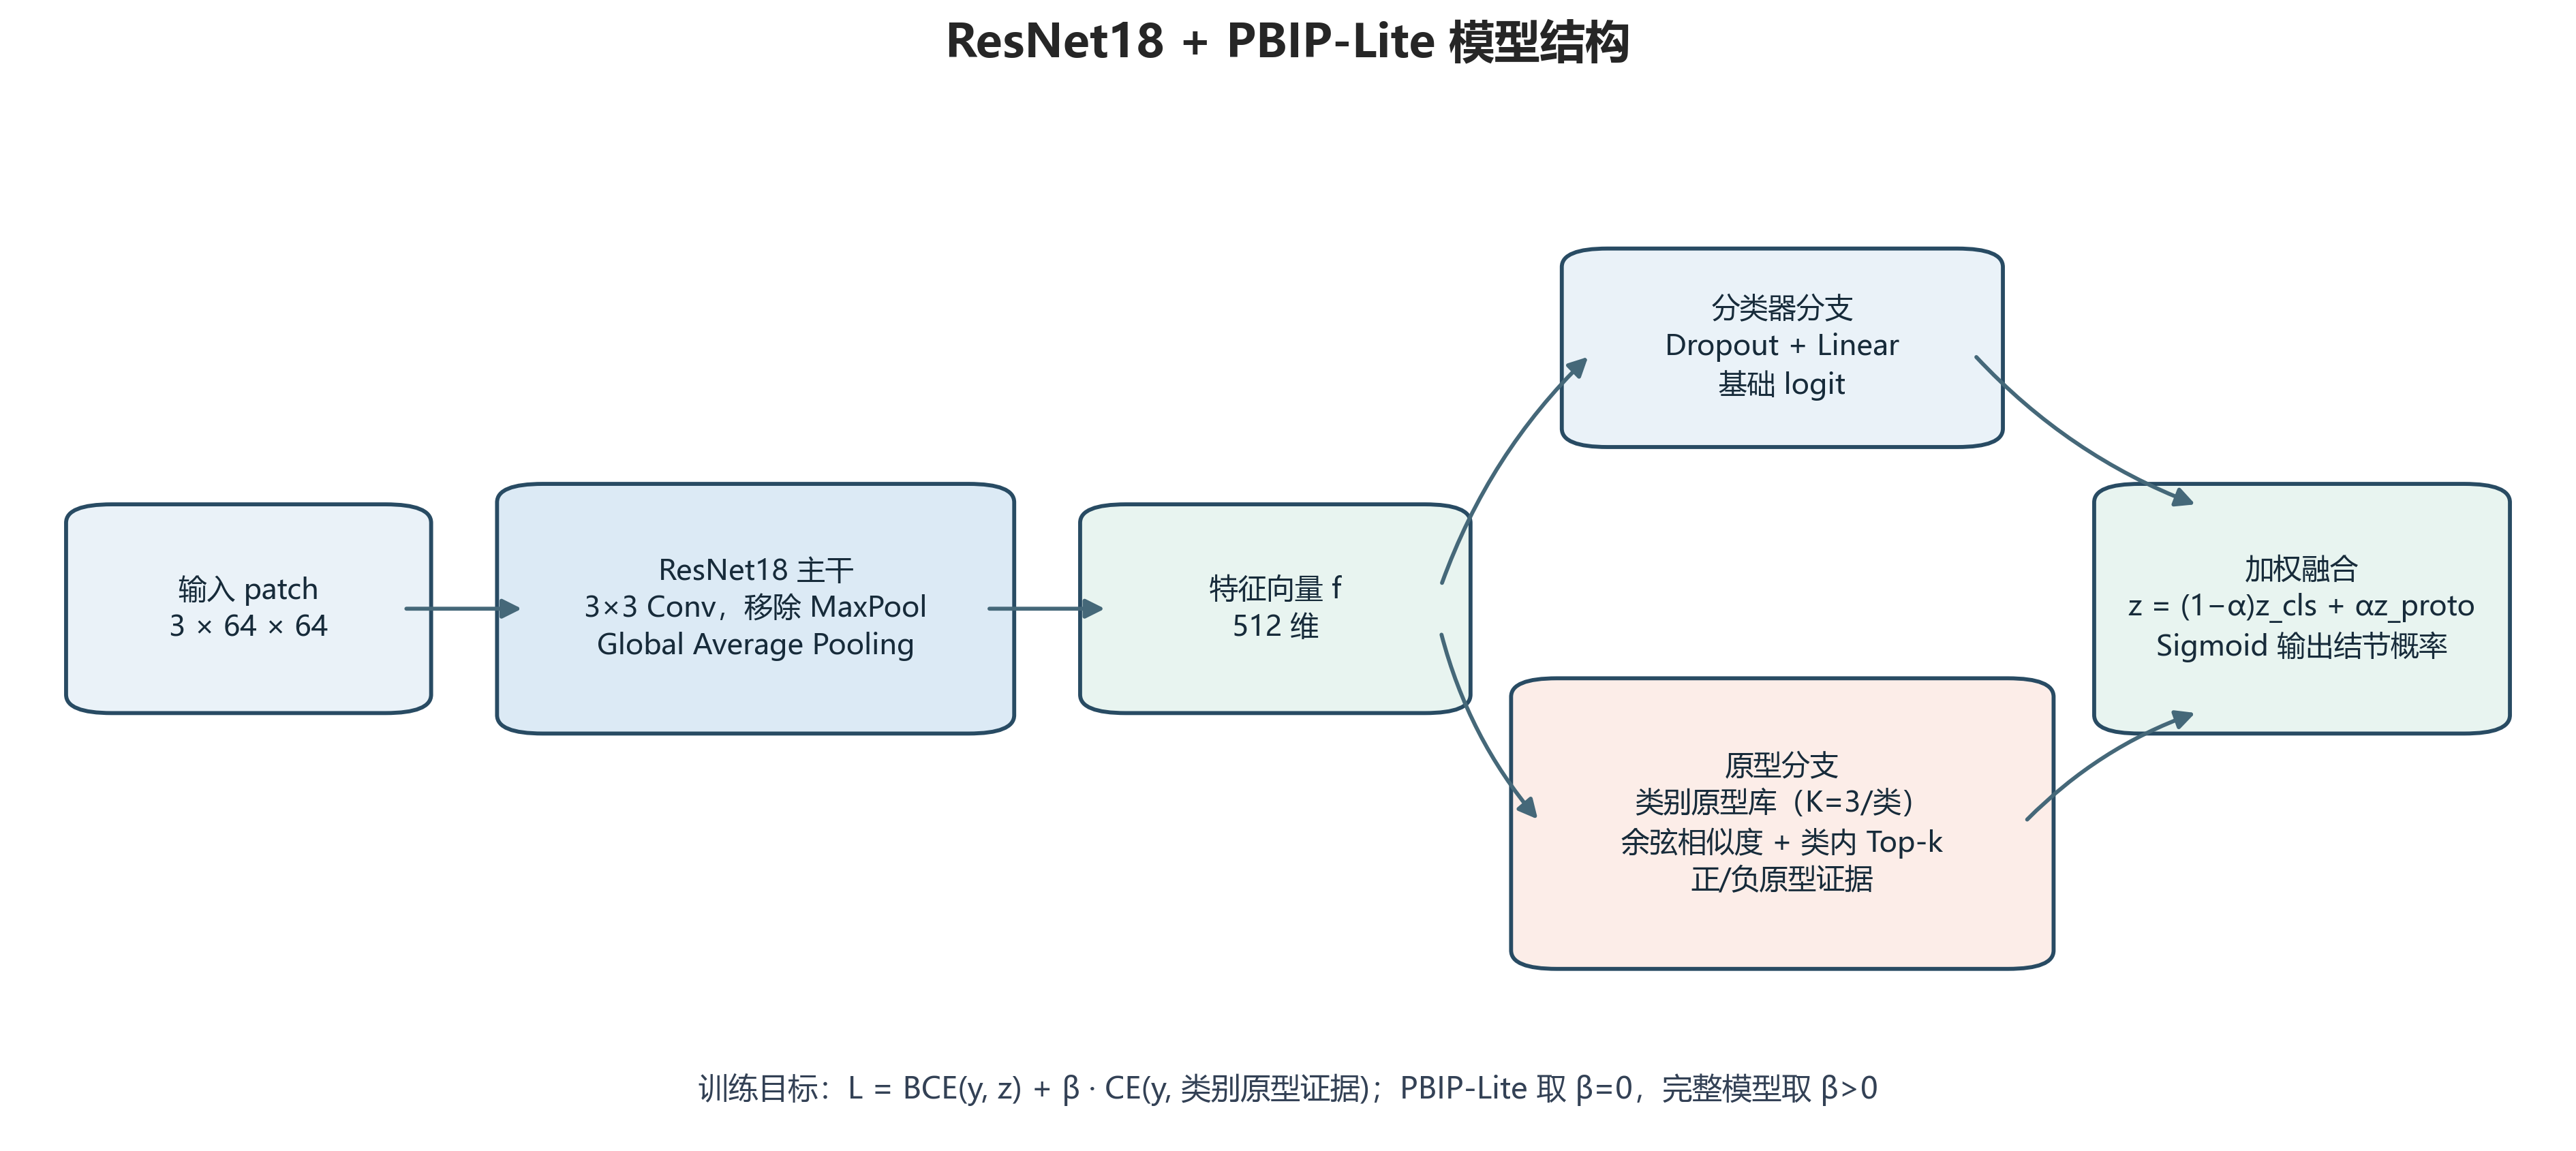 ResNet18 + PBIP-Lite 模型结构
输入 patch
3 × 64 × 64
ResNet18 主干
3×3 Conv，移除 MaxPool
Global Average Pooling
特征向量 f
512 维
分类器分支
Dropout + Linear
基础 logit
原型分支
类别原型库（K=3/类）
余弦相似度 + 类内 Top-k
正/负原型证据
加权融合
z = (1−α)z_cls + αz_proto
Sigmoid 输出结节概率
训练目标：L = BCE(y, z) + β · CE(y, 类别原型证据)；PBIP-Lite 取 β=0，完整模型取 β>0